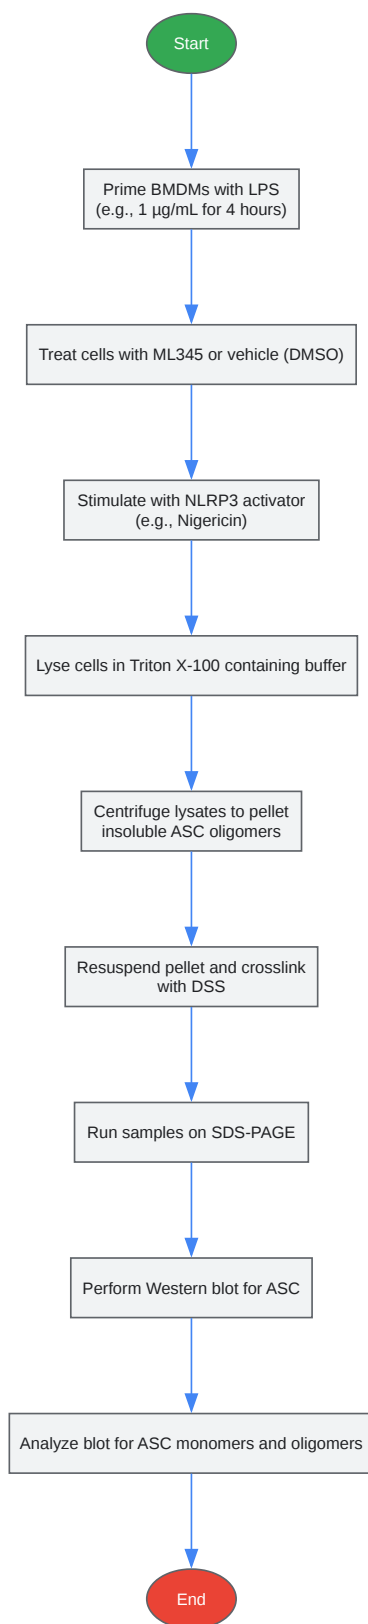 Start
Prime BMDMs with LPS
(e.g., 1 µg/mL for 4 hours)
Treat cells with ML345 or vehicle (DMSO)
Stimulate with NLRP3 activator
(e.g., Nigericin)
Lyse cells in Triton X-100 containing buffer
Centrifuge lysates to pellet
insoluble ASC oligomers
Resuspend pellet and crosslink
with DSS
Run samples on SDS-PAGE
Perform Western blot for ASC
Analyze blot for ASC monomers and oligomers
End